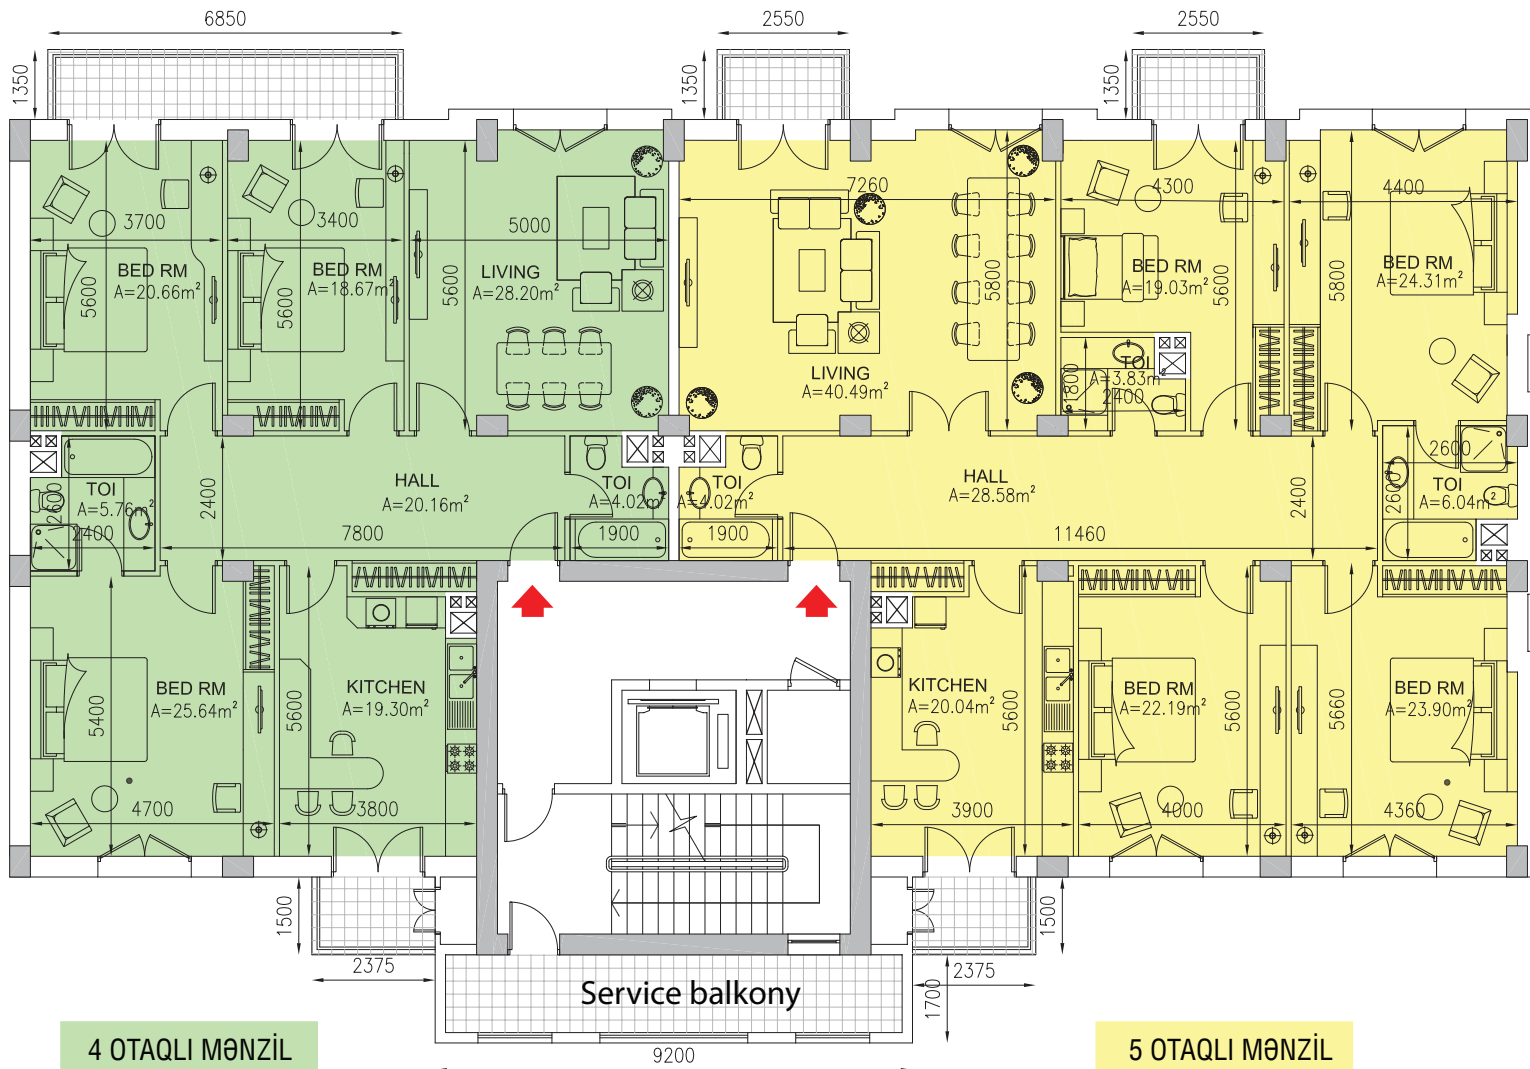 6850
2550
2550
1350
1350
1350
3700
3400
5000
7260
4300
4400
BED RM
A=20.66m²
5600
BED RM
A=18.67m²
5600
LIVING
A=28.20m²
5600
5800
BED RM
A=19.03m²
5600
5800
BED RM
A=24.31m²
LIVING
A=40.49m²
TOI
A=3.83m²
1800
2400
TOI
A=5.76m²
2600
2400
2400
HALL
A=20.16m²
7800
TOI
A=4.02m²
1900
TOI
A=4.02m²
1900
HALL
A=28.58m²
11460
2400
2600
2600
TOI
A=6.04m²
BED RM
A=25.64m²
5400
4700
KITCHEN
A=19.30m²
5600
3800
KITCHEN
A=20.04m²
5600
3900
BED RM
A=22.19m²
5600
4000
BED RM
A=23.90m²
5660
4360
1500
2375
1500
2375
1700
Service balkony
9200
4 OTAQLI MƏNZİL
5 OTAQLI MƏNZİL